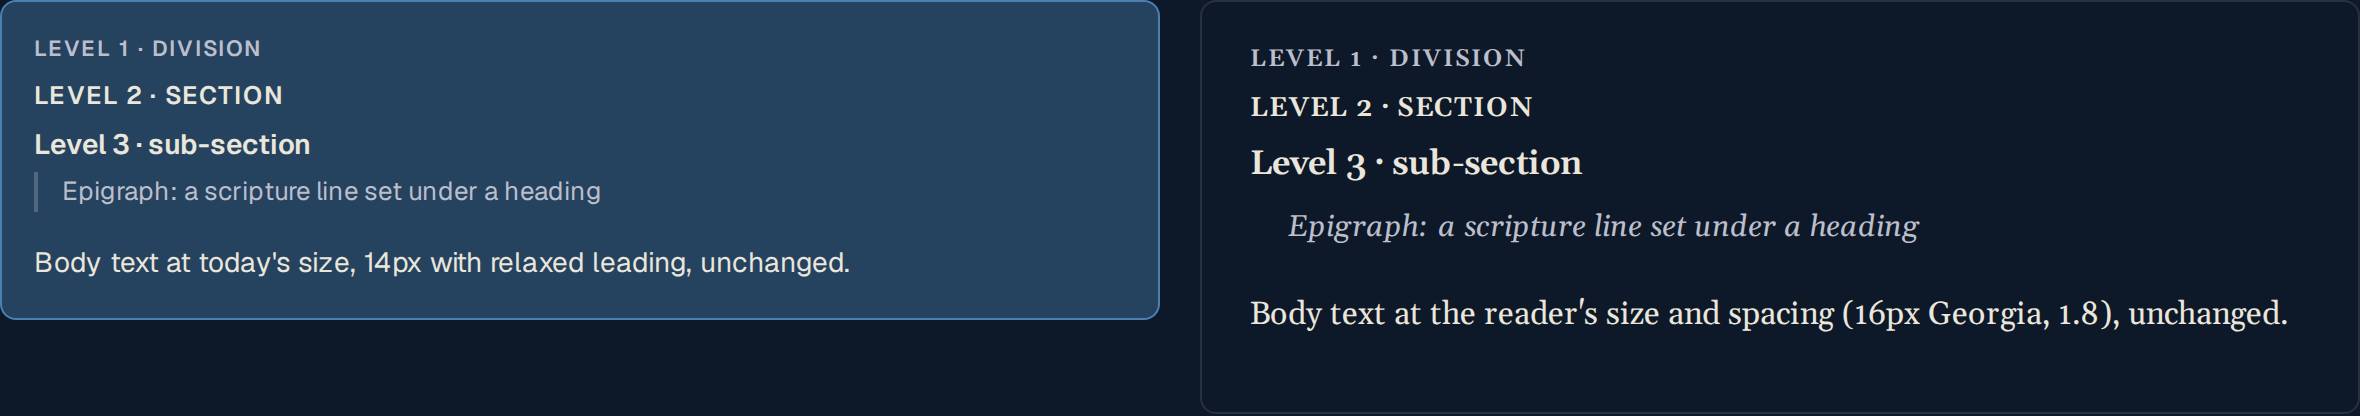 LEVEL 1 · DIVISION
LEVEL 2 · SECTION
Level 3 · sub-section
Epigraph: a scripture line set under a heading
Body text at today's size, 14px with relaxed leading, unchanged.
LEVEL 1 · DIVISION
LEVEL 2 · SECTION
Level 3 · sub-section
Epigraph: a scripture line set under a heading
Body text at the reader's size and spacing (16px Georgia, 1.8), unchanged.